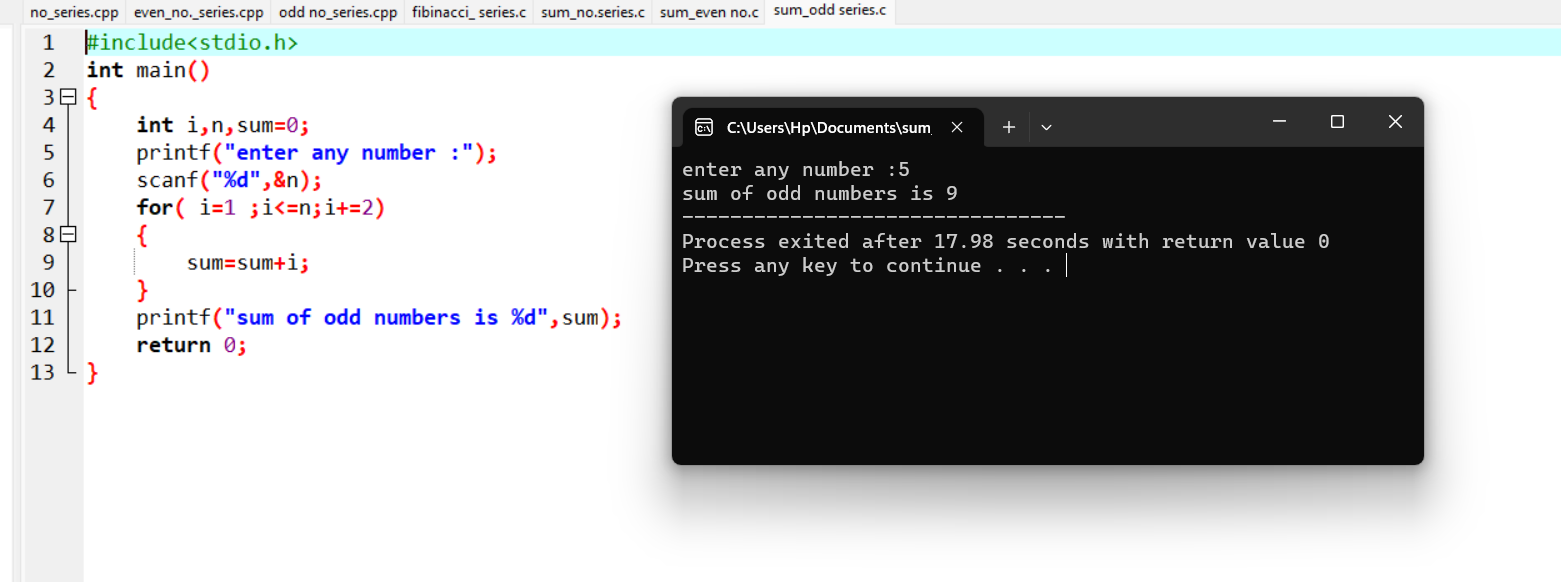 no_series.cpp even_no._series.cpp odd no_series.cpp fibinacci_ series.c sum_no.series.c sum_even no.c sum_odd series.c
1 #include<stdio.h>
2 int main()
3 {
4 int i,n,sum=0;
5 printf("enter any number :");
6 scanf("%d",&n);
7 for( i=1 ;i<=n;i+=2)
8 {
9 sum=sum+i;
10 }
11 printf("sum of odd numbers is %d",sum);
12 return 0;
13 }
C:\Users\Hp\Documents\sum_
enter any number :5
sum of odd numbers is 9
--------------------------------
Process exited after 17.98 seconds with return value 0
Press any key to continue . . .